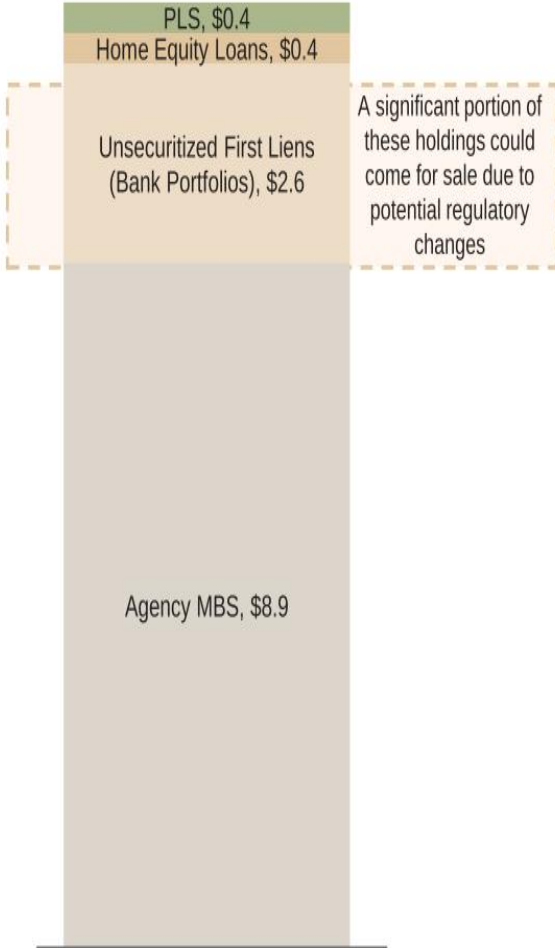 PLS, $0.4
Home Equity Loans, $0.4
Unsecuritized First Liens
(Bank Portfolios), $2.6
A significant portion of
these holdings could
come for sale due to
potential regulatory
changes
Agency MBS, $8.9